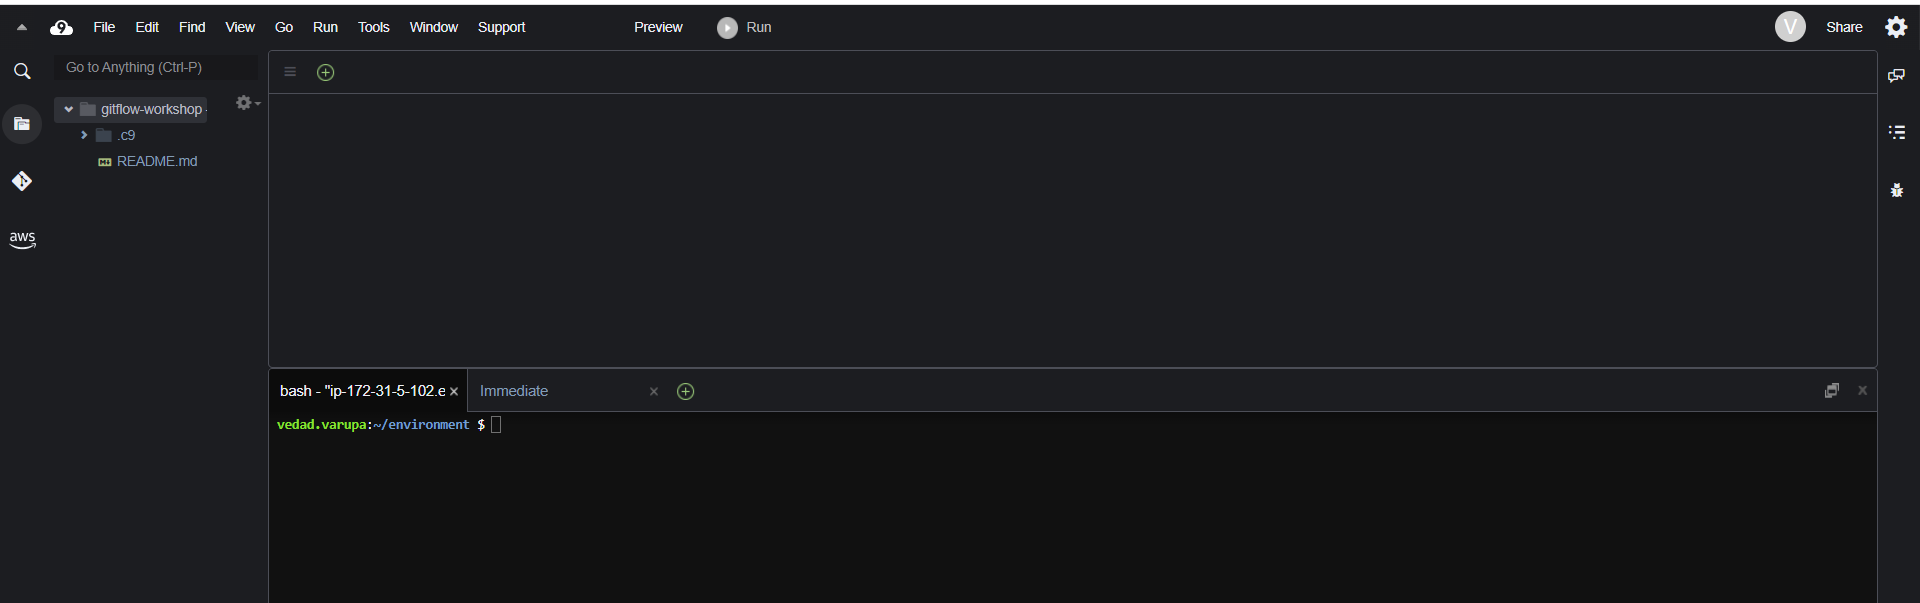 File Edit Find View Go Run Tools Window Support Preview Run V Share
Go to Anything (Ctrl-P)
gitflow-workshop
.c9
README.md
aws
bash - "ip-172-31-5-102.e Immediate
vedad.varupa:~/environment $